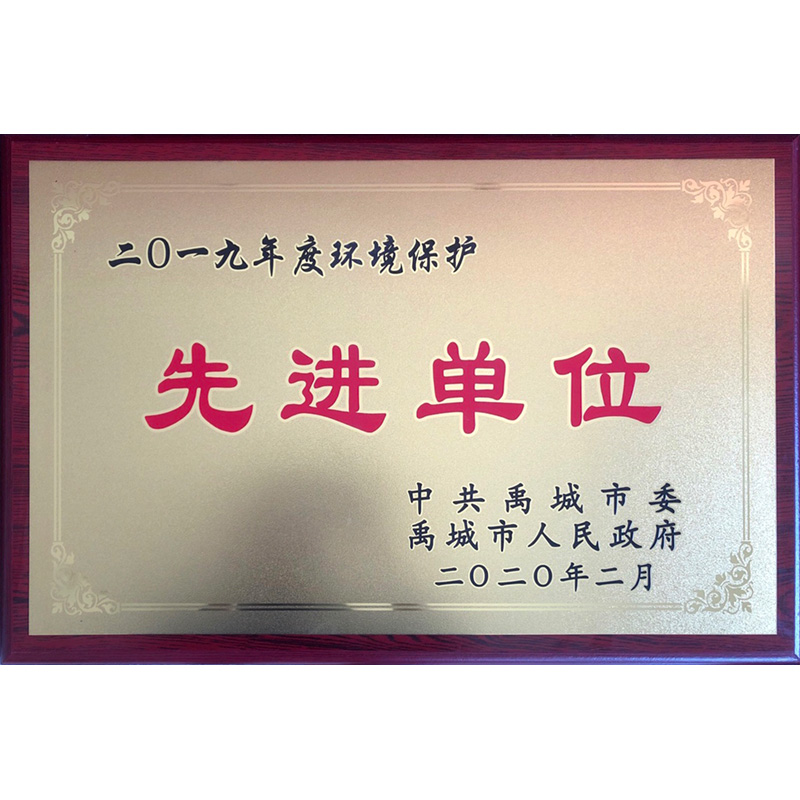 二〇一九年度环境保护
先进单位
中共禹城市委
禹城市人民政府
二〇二〇年二月